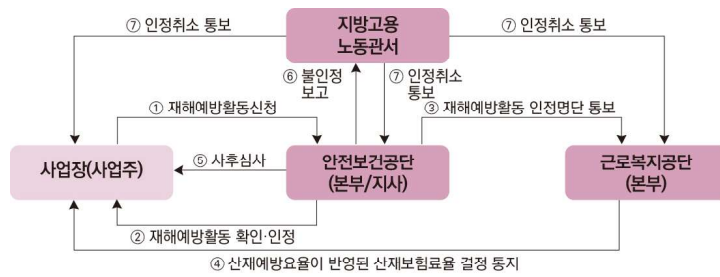 ⑦ 인정취소 통보
지방고용
노동관서
⑦ 인정취소 통보
⑥ 불인정
보고
⑦ 인정취소
통보
① 재해예방활동신청
③ 재해예방활동 인정명단 통보
사업장(사업주)
⑤ 사후심사
안전보건공단
(본부/지사)
근로복지공단
(본부)
② 재해예방활동 확인·인정
④ 산재예방요율이 반영된 산재보험료율 결정 통지